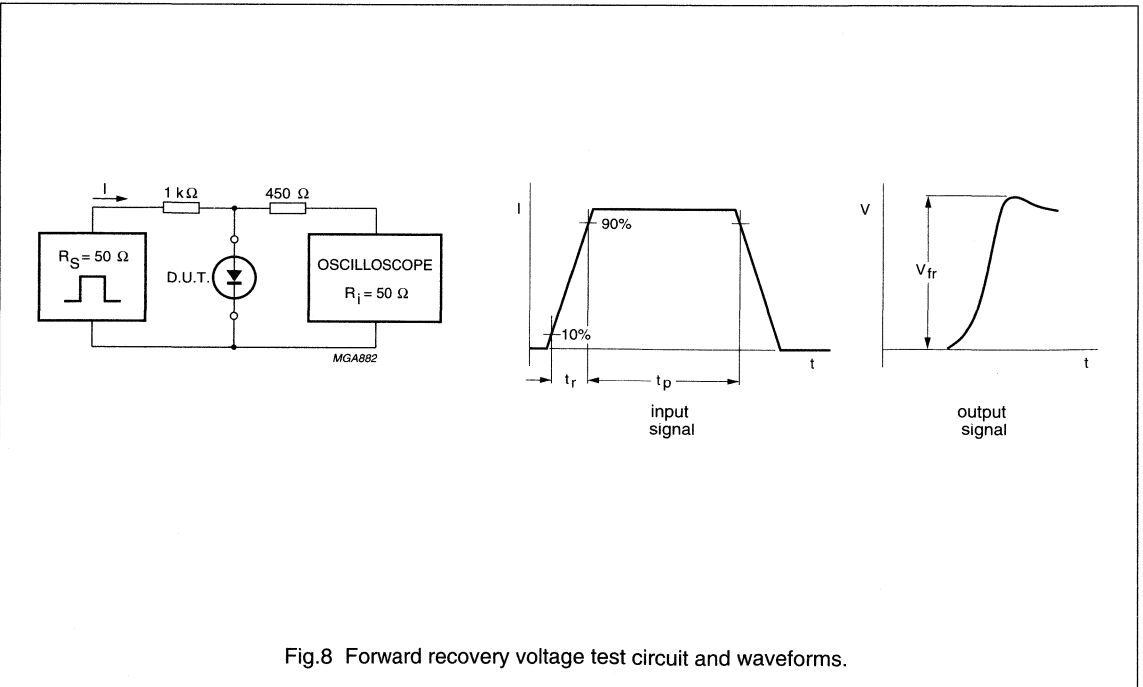 I
1 kΩ
450 Ω
R_S = 50 Ω
D.U.T.
OSCILLOSCOPE
R_i = 50 Ω
MGA882
I
90%
10%
t
t_r
t_p
input
signal
V
V_fr
t
output
signal
Fig.8 Forward recovery voltage test circuit and waveforms.